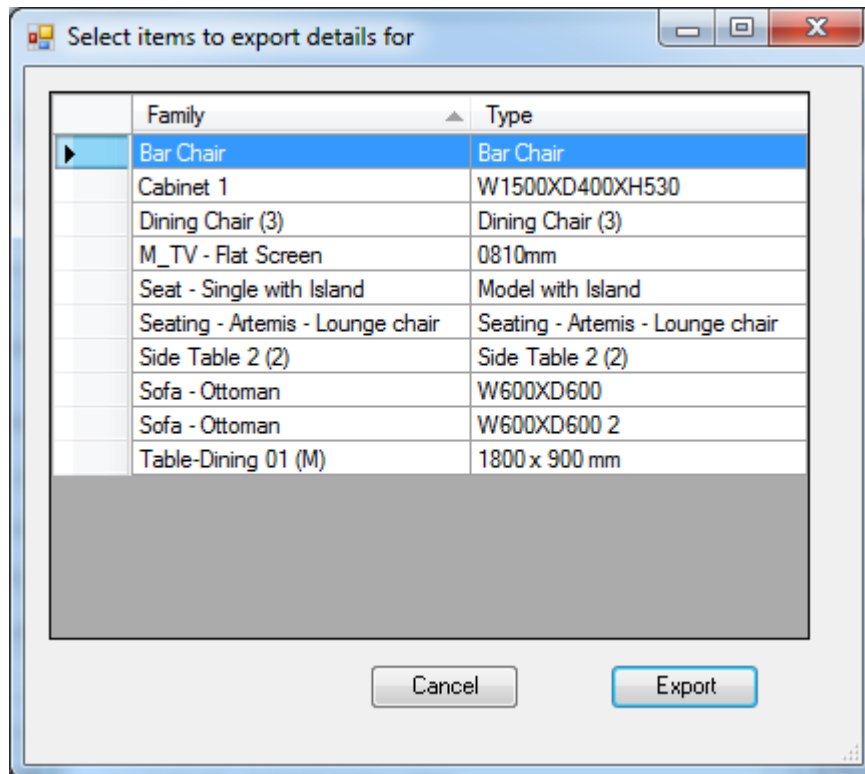 Select items to export details for
Family Type
Bar Chair Bar Chair
Cabinet 1 W1500XD400XH530
Dining Chair (3) Dining Chair (3)
M_TV - Flat Screen 0810mm
Seat - Single with Island Model with Island
Seating - Artemis - Lounge chair Seating - Artemis - Lounge chair
Side Table 2 (2) Side Table 2 (2)
Sofa - Ottoman W600XD600
Sofa - Ottoman W600XD600 2
Table-Dining 01 (M) 1800 x 900 mm
Cancel Export